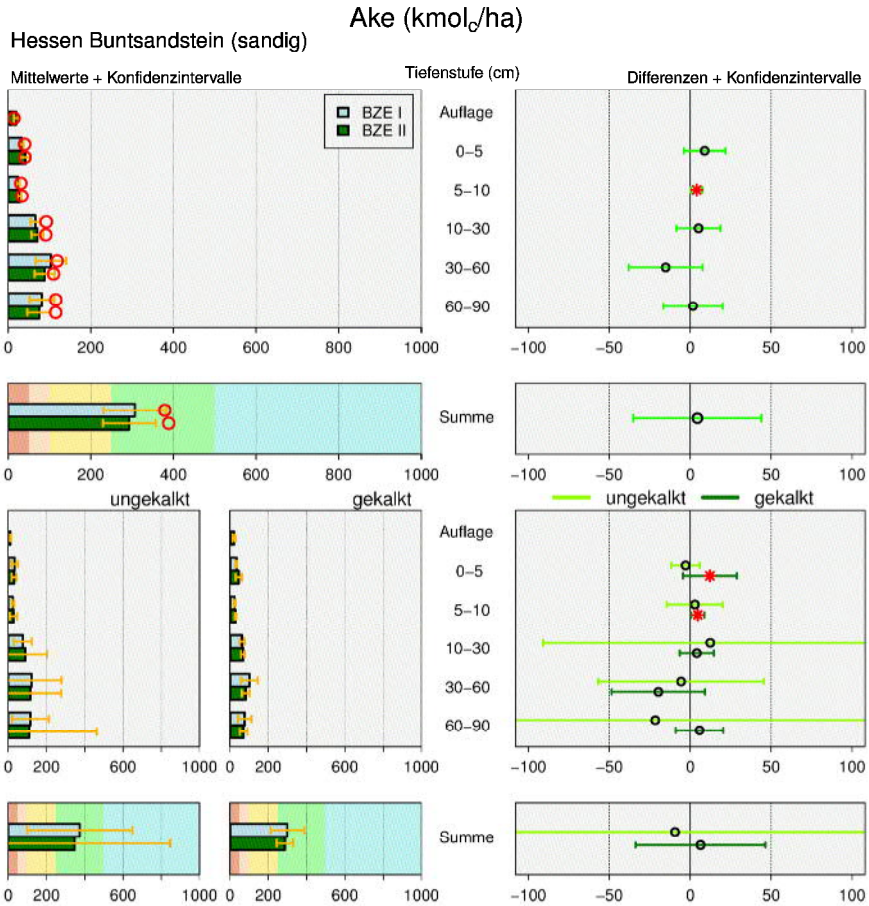 Ake (kmolc/ha)
Hessen Buntsandstein (sandig)
Mittelwerte + Konfidenzintervalle
Tiefenstufe (cm)
Differenzen + Konfidenzintervalle
BZE I
BZE II
Auflage
0−5
5−10
10−30
30−60
60−90
0 200 400 600 800 1000
−100 −50 0 50 100
Summe
0 200 400 600 800 1000
−100 −50 0 50 100
ungekalkt
gekalkt
ungekalkt gekalkt
Auflage
0−5
5−10
10−30
30−60
60−90
0 200 600 1000
0 200 600 1000
−100 −50 0 50 100
Summe
0 200 600 1000
0 200 600 1000
−100 −50 0 50 100